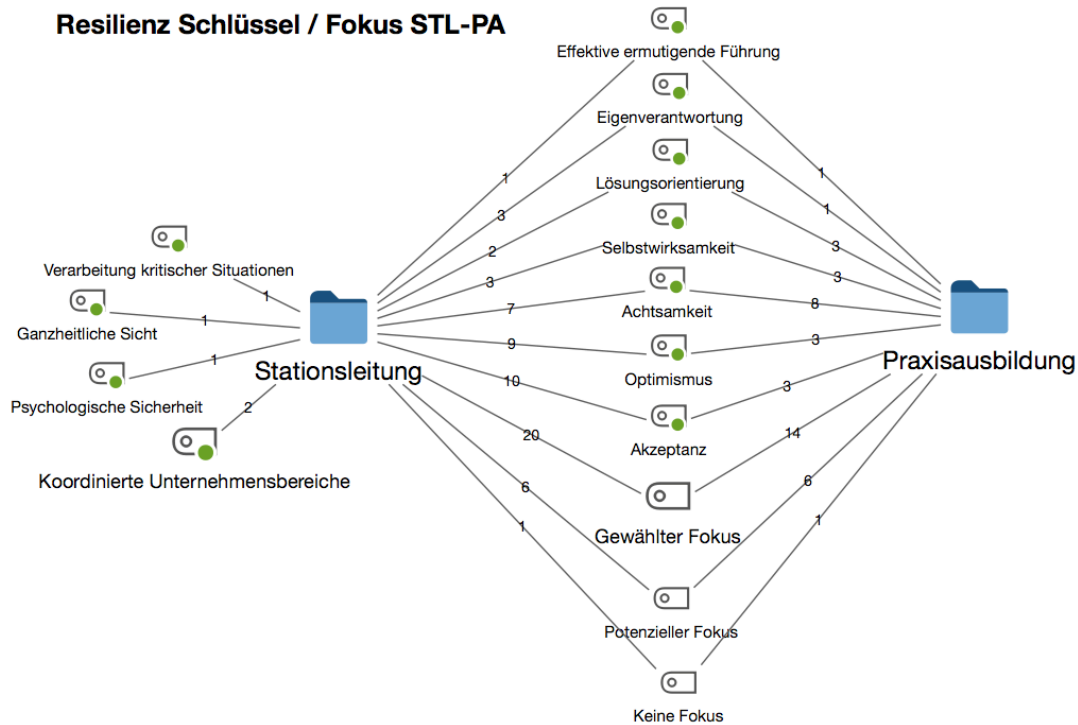 Resilienz Schlüssel / Fokus STL-PA
Effektive ermutigende Führung
Eigenverantwortung
Lösungsorientierung
Selbstwirksamkeit
Achtsamkeit
Optimismus
Akzeptanz
Gewählter Fokus
Potenzieller Fokus
Keine Fokus
Verarbeitung kritischer Situationen
Ganzheitliche Sicht
Psychologische Sicherheit
Koordinierte Unternehmensbereiche
Stationsleitung
Praxisausbildung
1
1
1
2
1
3
2
3
7
9
10
20
6
1
1
1
3
3
8
3
3
14
6
1